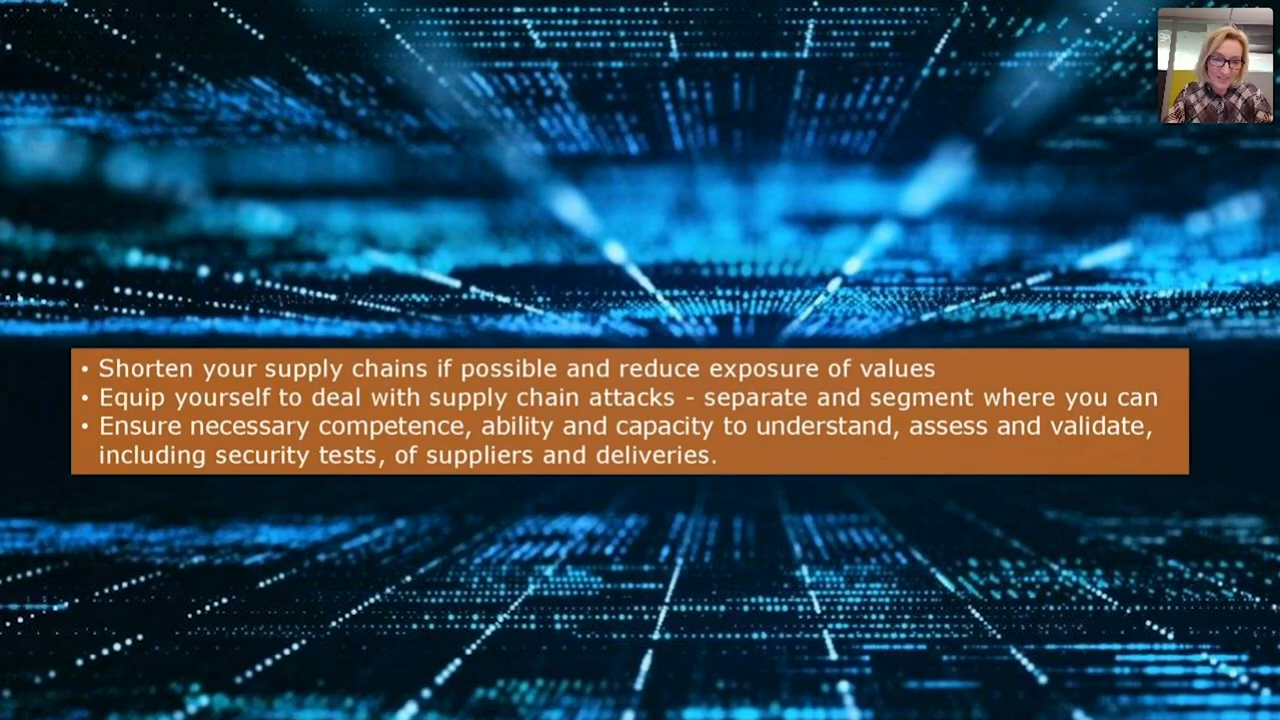 • Shorten your supply chains if possible and reduce exposure of values
• Equip yourself to deal with supply chain attacks - separate and segment where you can
• Ensure necessary competence, ability and capacity to understand, assess and validate,
including security tests, of suppliers and deliveries.